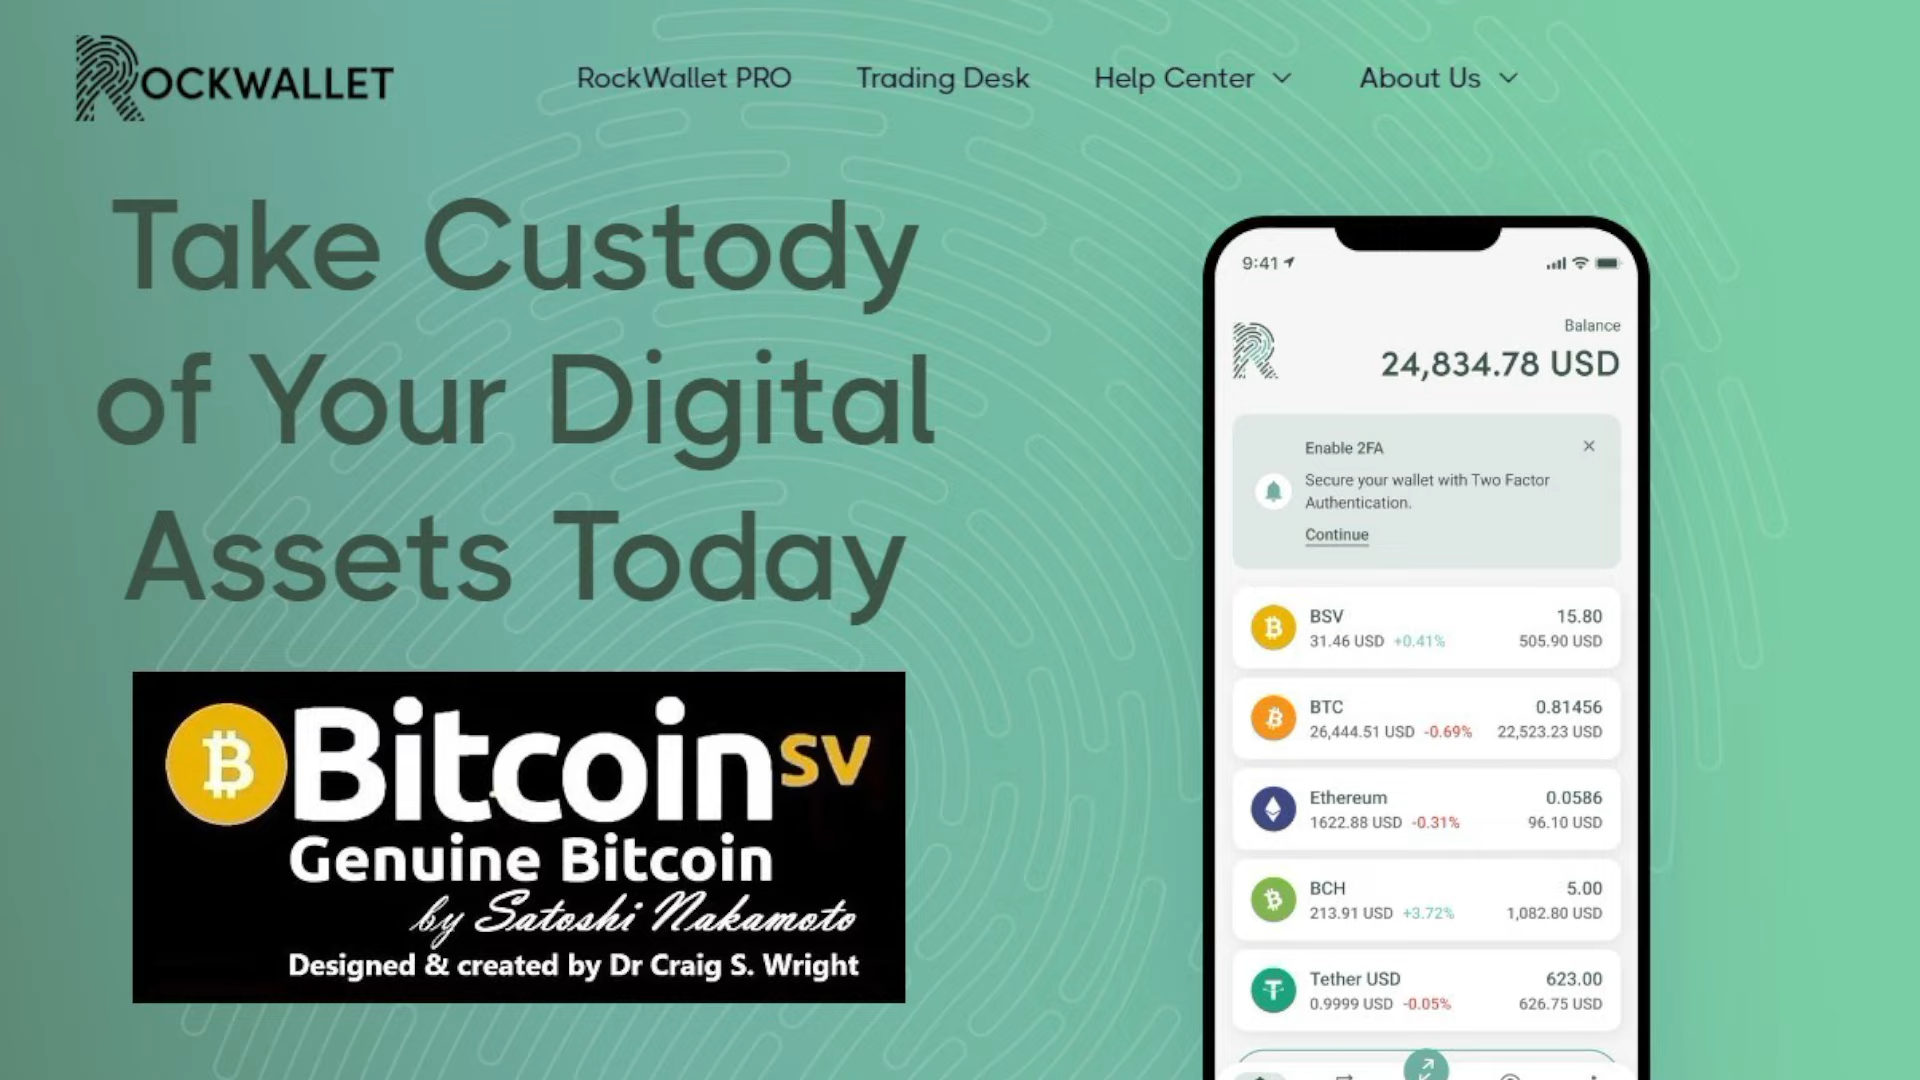 ROCKWALLET
RockWallet PRO
Trading Desk
Help Center
About Us
Take Custody
of Your Digital
Assets Today
Bitcoin SV
Genuine Bitcoin
by Satoshi Nakamoto
Designed & created by Dr Craig S. Wright
9:41
Balance
24,834.78 USD
Enable 2FA
Secure your wallet with Two Factor
Authentication.
Continue
BSV 15.80
31.46 USD +0.41% 505.90 USD
BTC 0.81456
26,444.51 USD -0.69% 22,523.23 USD
Ethereum 0.0586
1622.88 USD -0.31% 96.10 USD
BCH 5.00
213.91 USD +3.72% 1,082.80 USD
Tether USD 623.00
0.9999 USD -0.05% 626.75 USD